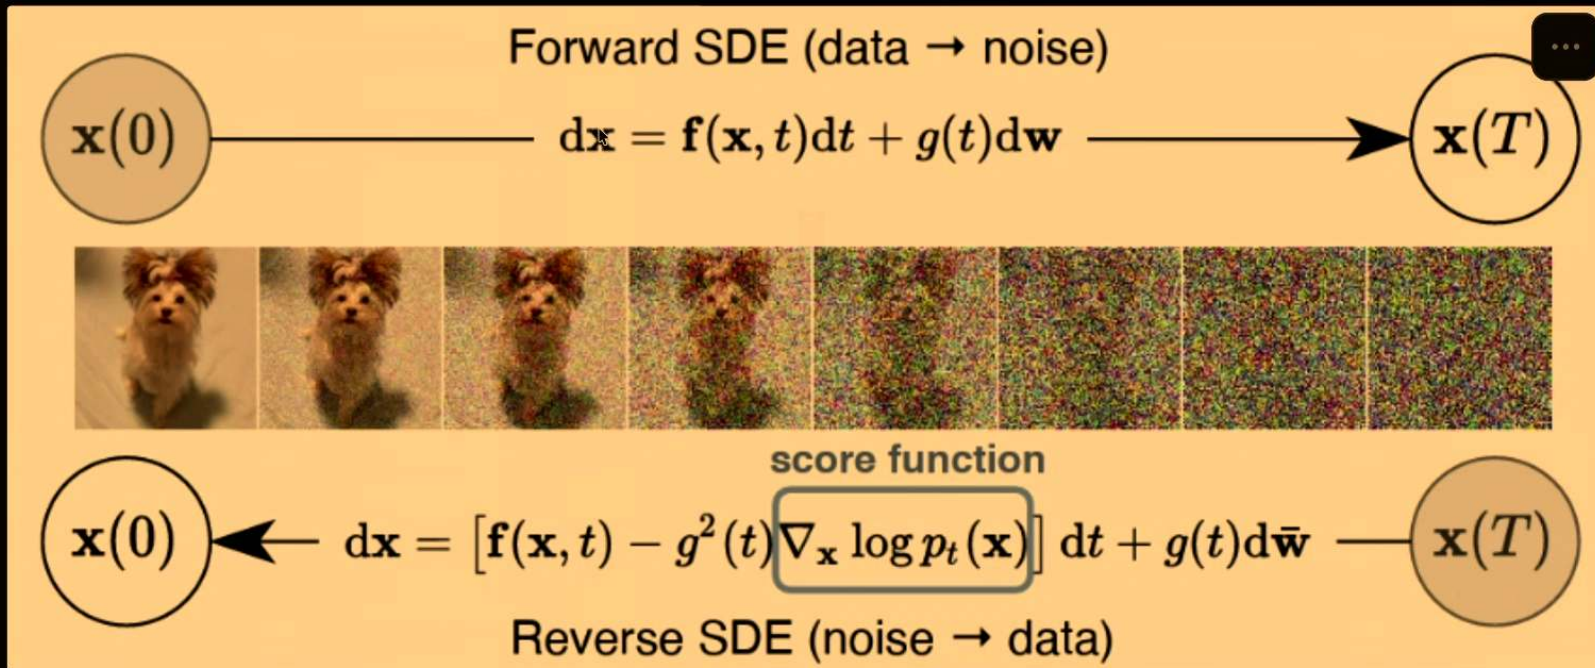 Forward SDE (data → noise)
x(0) dx = f(x, t)dt + g(t)dw x(T)
score function
x(0) dx = [f(x, t) − g²(t)∇ₓ log pₜ(x)] dt + g(t)dw̄ x(T)
Reverse SDE (noise → data)